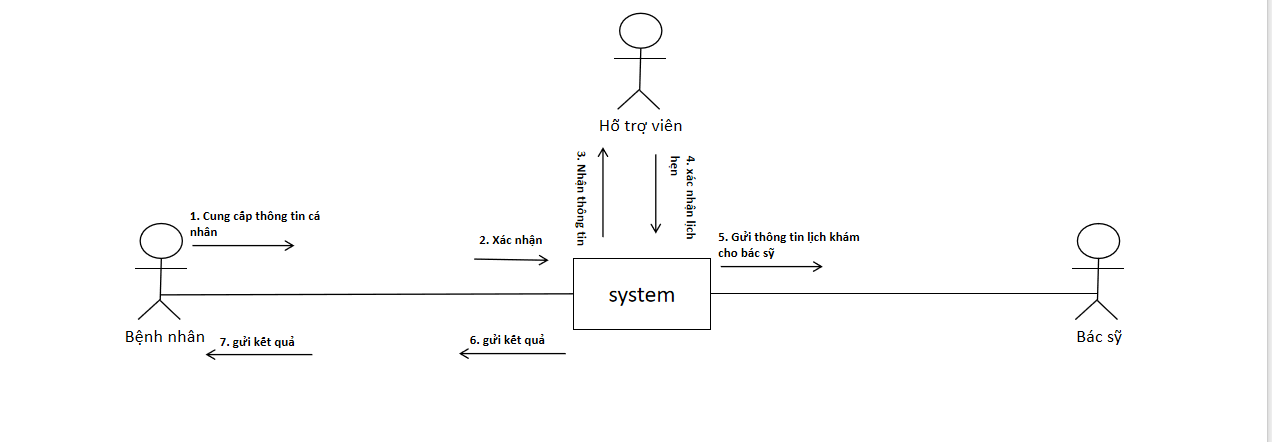 Hỗ trợ viên
3. Nhận thông tin
4. xác nhận lịch
hẹn
1. Cung cấp thông tin cá
nhân
2. Xác nhận
5. Gửi thông tin lịch khám
cho bác sỹ
system
Bệnh nhân
7. gửi kết quả
6. gửi kết quả
Bác sỹ